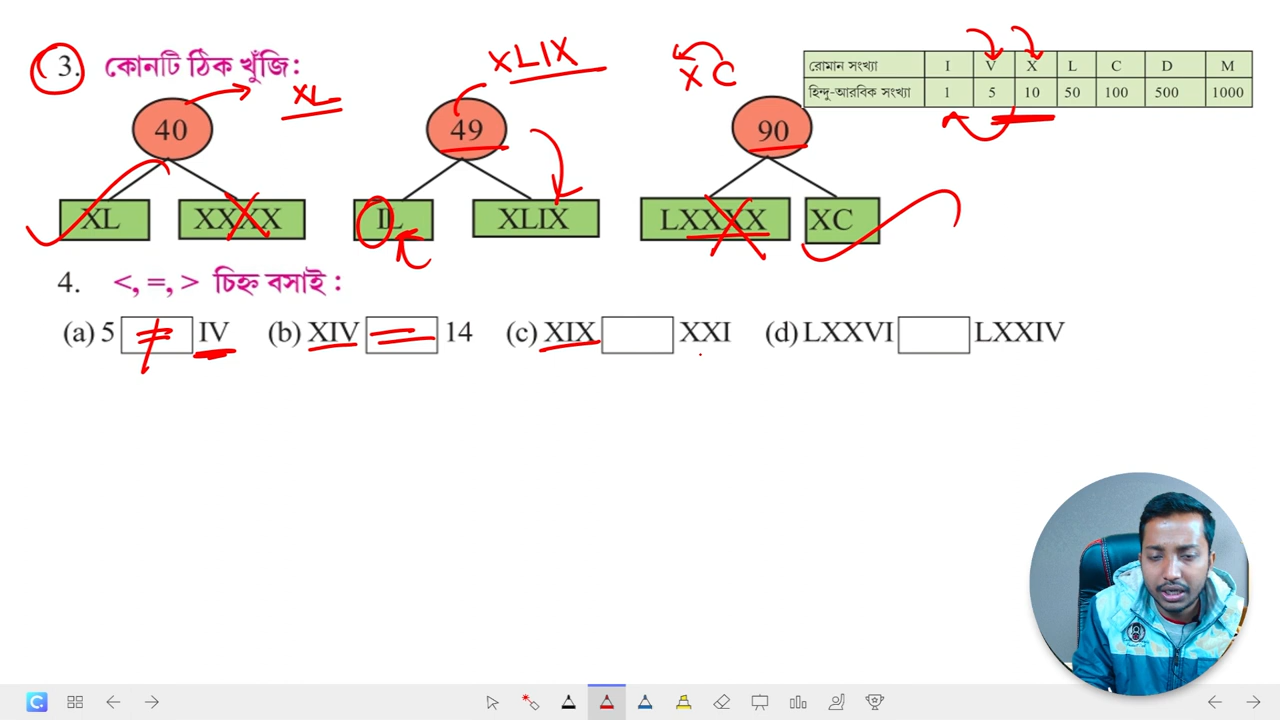 3. কোনটি ঠিক খুঁজি:
XL
XLIX
XC
রোমান সংখ্যা I V X L C D M
হিন্দু-আরবিক সংখ্যা 1 5 10 50 100 500 1000
40 49 90
XL XXXX IL XLIX LXXXX XC
4. <, =, > চিহ্ন বসাই :
(a) 5 ≠ IV (b) XIV = 14 (c) XIX XXI (d) LXXVI LXXIV